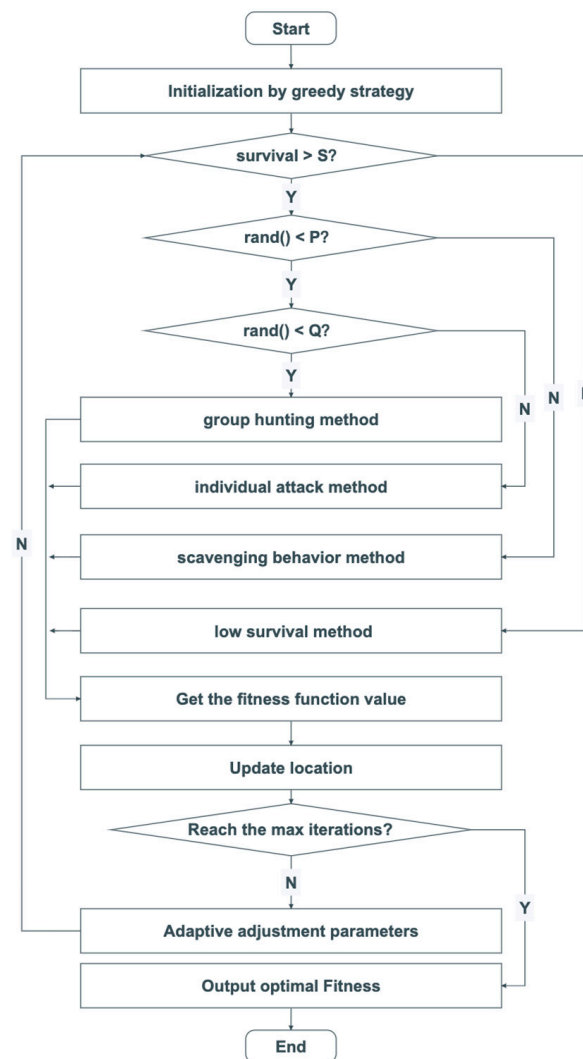 Start
Initialization by greedy strategy
survival > S?
Y
rand() < P?
Y
rand() < Q?
Y
N
N
group hunting method
individual attack method
N
scavenging behavior method
low survival method
Get the fitness function value
Update location
Reach the max iterations?
N
Y
Adaptive adjustment parameters
Output optimal Fitness
End